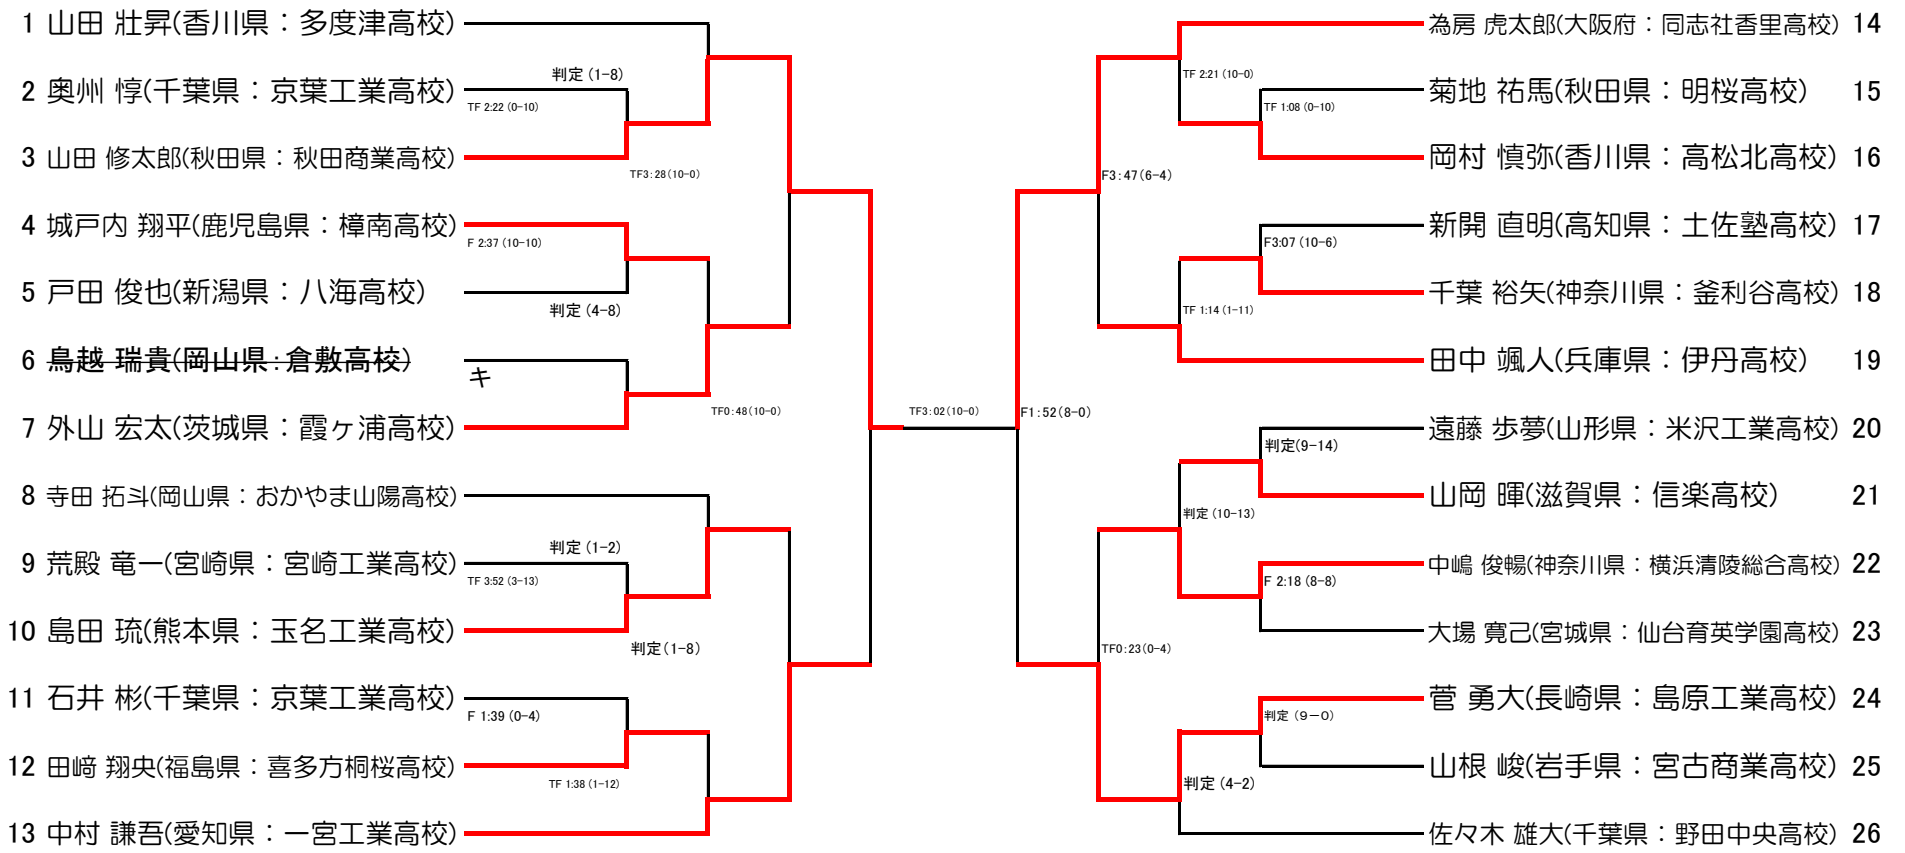 1 山田 壯昇(香川県：多度津高校)
判定 (1-8)
2 奥州 惇(千葉県：京葉工業高校)
TF 2:22 (0-10)
3 山田 修太郎(秋田県：秋田商業高校)
TF3:28(10-0)
4 城戸内 翔平(鹿児島県：樟南高校)
F 2:37 (10-10)
5 戸田 俊也(新潟県：八海高校)
判定 (4-8)
6 鳥越 瑞貴(岡山県：倉敷高校)
キ
7 外山 宏太(茨城県：霞ヶ浦高校)
TF0:48(10-0)
8 寺田 拓斗(岡山県：おかやま山陽高校)
判定 (1-2)
9 荒殿 竜一(宮崎県：宮崎工業高校)
TF 3:52 (3-13)
10 島田 琉(熊本県：玉名工業高校)
判定(1-8)
11 石井 彬(千葉県：京葉工業高校)
F 1:39 (0-4)
12 田﨑 翔央(福島県：喜多方桐桜高校)
TF 1:38 (1-12)
13 中村 謙吾(愛知県：一宮工業高校)
TF3:02(10-0)
F1:52(8-0)
為房 虎太郎(大阪府：同志社香里高校) 14
TF 2:21 (10-0)
菊地 祐馬(秋田県：明桜高校) 15
TF 1:08 (0-10)
岡村 慎弥(香川県：高松北高校) 16
F3:47(6-4)
新開 直明(高知県：土佐塾高校) 17
F3:07 (10-6)
千葉 裕矢(神奈川県：釜利谷高校) 18
TF 1:14 (1-11)
田中 颯人(兵庫県：伊丹高校) 19
遠藤 歩夢(山形県：米沢工業高校) 20
判定(9-14)
山岡 暉(滋賀県：信楽高校) 21
判定 (10-13)
中嶋 俊暢(神奈川県：横浜清陵総合高校) 22
F 2:18 (8-8)
大場 寛己(宮城県：仙台育英学園高校) 23
TF0:23(0-4)
菅 勇大(長崎県：島原工業高校) 24
判定 (９－０)
山根 峻(岩手県：宮古商業高校) 25
判定 (4-2)
佐々木 雄大(千葉県：野田中央高校) 26